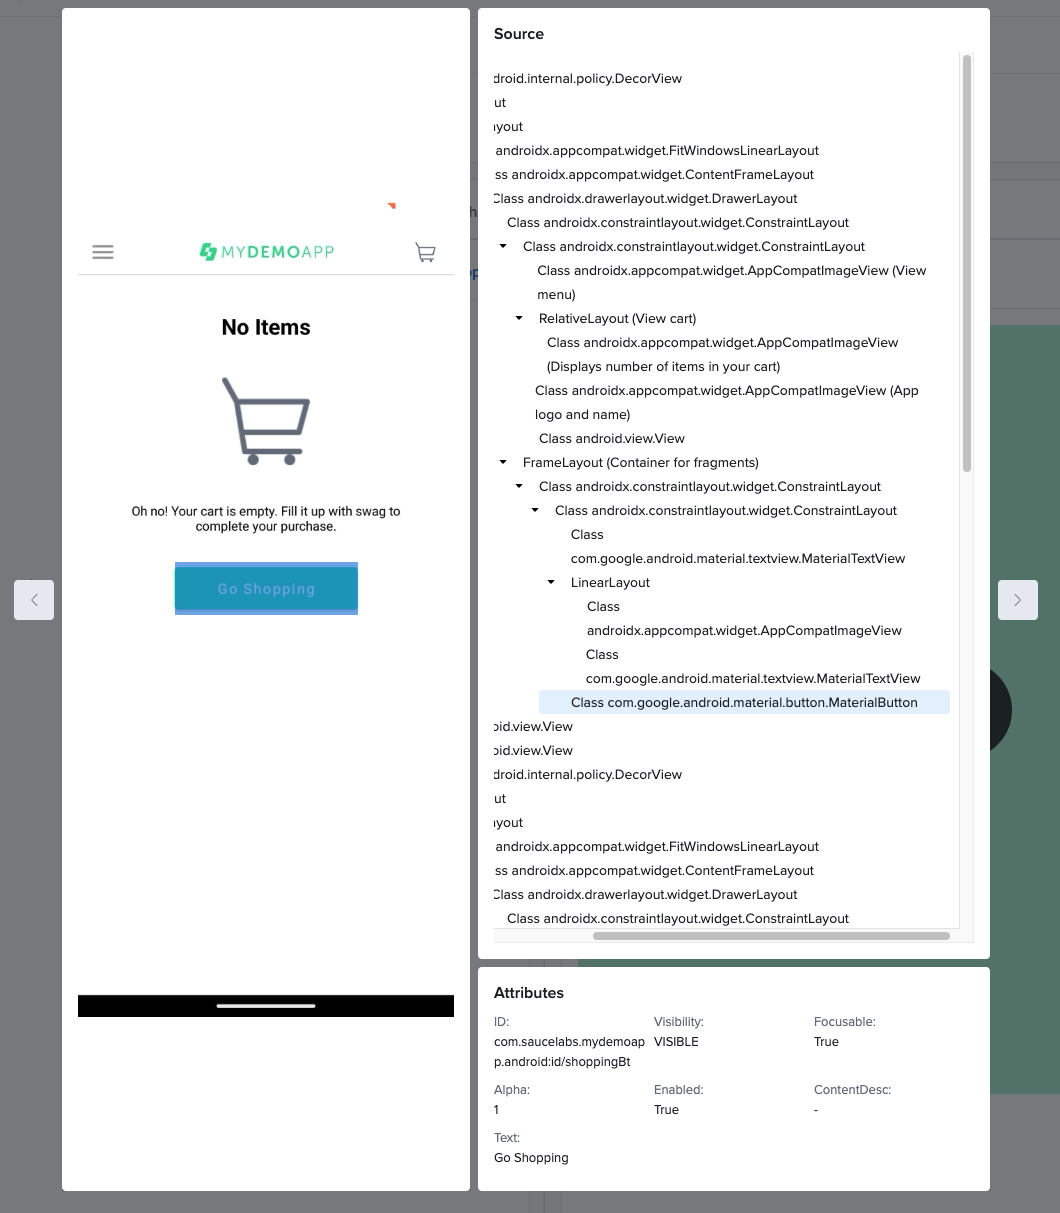 MYDEMOAPP
No Items
Oh no! Your cart is empty. Fill it up with swag to
complete your purchase.
Go Shopping
Source
droid.internal.policy.DecorView
ut
ayout
androidx.appcompat.widget.FitWindowsLinearLayout
ss androidx.appcompat.widget.ContentFrameLayout
Class androidx.drawerlayout.widget.DrawerLayout
Class androidx.constraintlayout.widget.ConstraintLayout
Class androidx.constraintlayout.widget.ConstraintLayout
Class androidx.appcompat.widget.AppCompatImageView (View
menu)
RelativeLayout (View cart)
Class androidx.appcompat.widget.AppCompatImageView
(Displays number of items in your cart)
Class androidx.appcompat.widget.AppCompatImageView (App
logo and name)
Class android.view.View
FrameLayout (Container for fragments)
Class androidx.constraintlayout.widget.ConstraintLayout
Class androidx.constraintlayout.widget.ConstraintLayout
Class
com.google.android.material.textview.MaterialTextView
LinearLayout
Class
androidx.appcompat.widget.AppCompatImageView
Class
com.google.android.material.textview.MaterialTextView
Class com.google.android.material.button.MaterialButton
oid.view.View
oid.view.View
droid.internal.policy.DecorView
ut
ayout
androidx.appcompat.widget.FitWindowsLinearLayout
ss androidx.appcompat.widget.ContentFrameLayout
Class androidx.drawerlayout.widget.DrawerLayout
Class androidx.constraintlayout.widget.ConstraintLayout
Attributes
ID:
com.saucelabs.mydemoap
p.android:id/shoppingBt
Visibility:
VISIBLE
Focusable:
True
Alpha:
1
Enabled:
True
ContentDesc:
-
Text:
Go Shopping